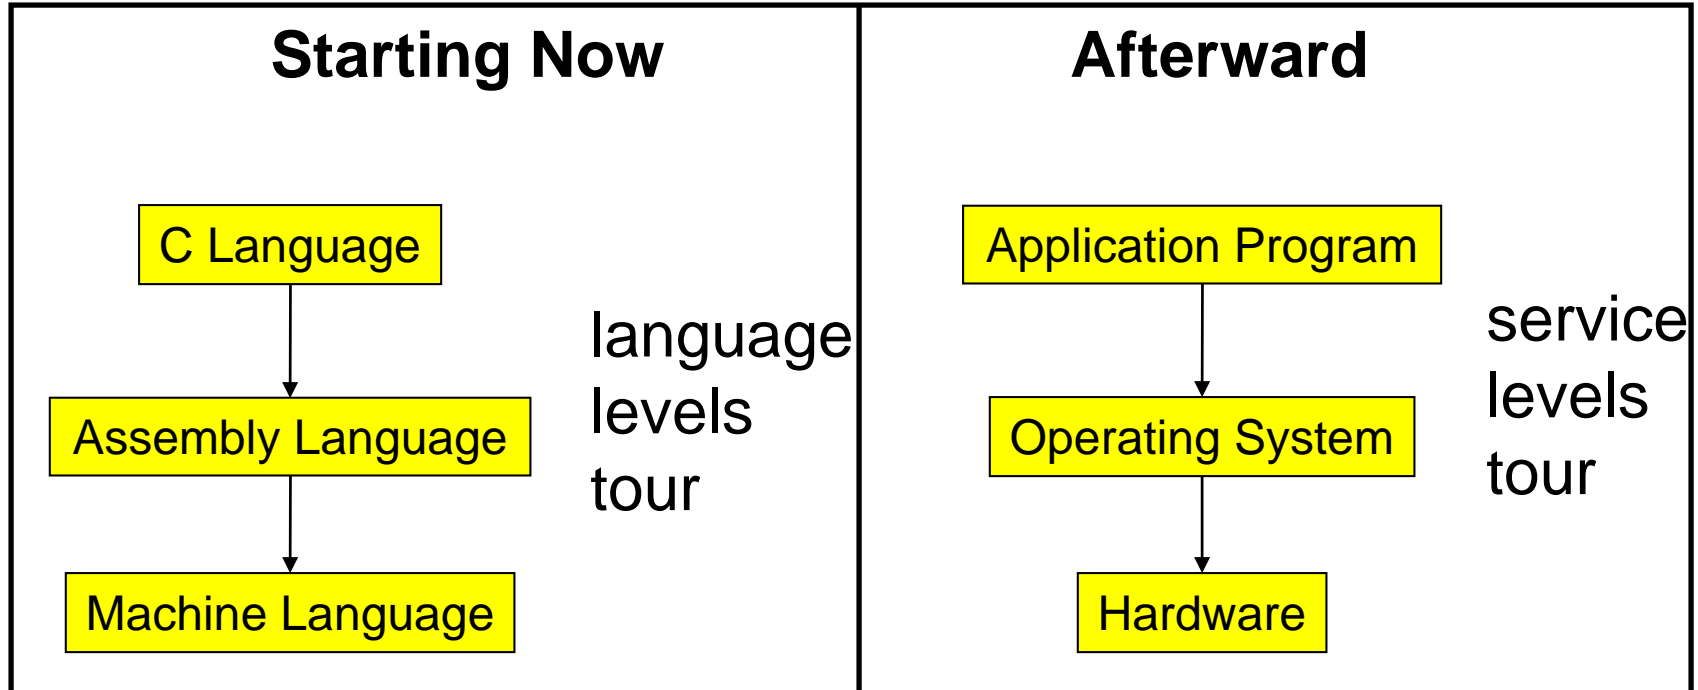 Starting Now
C Language
Assembly Language
Machine Language
language
levels
tour
Afterward
Application Program
Operating System
Hardware
service
levels
tour